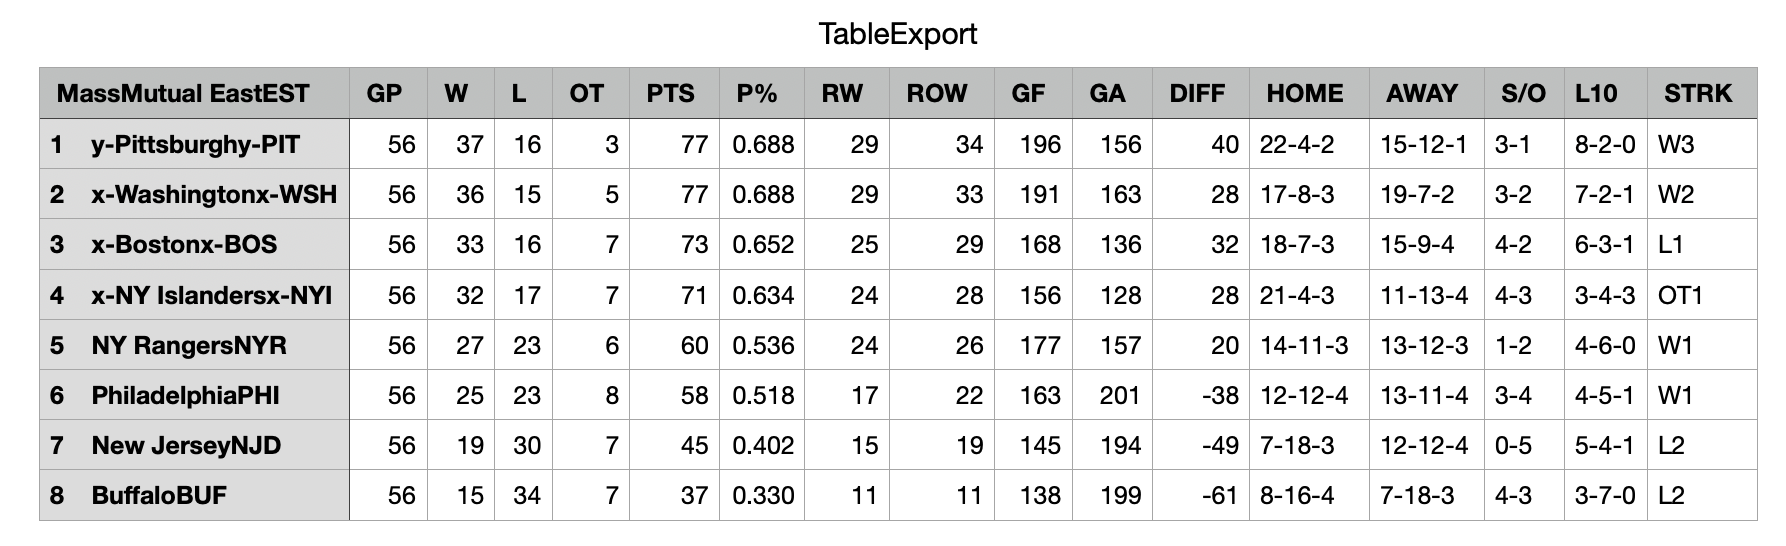 TableExport
MassMutual EastEST GP W L OT PTS P% RW ROW GF GA DIFF HOME AWAY S/O L10 STRK
1 y-Pittsburghy-PIT 56 37 16 3 77 0.688 29 34 196 156 40 22-4-2 15-12-1 3-1 8-2-0 W3
2 x-Washingtonx-WSH 56 36 15 5 77 0.688 29 33 191 163 28 17-8-3 19-7-2 3-2 7-2-1 W2
3 x-Bostonx-BOS 56 33 16 7 73 0.652 25 29 168 136 32 18-7-3 15-9-4 4-2 6-3-1 L1
4 x-NY Islandersx-NYI 56 32 17 7 71 0.634 24 28 156 128 28 21-4-3 11-13-4 4-3 3-4-3 OT1
5 NY RangersNYR 56 27 23 6 60 0.536 24 26 177 157 20 14-11-3 13-12-3 1-2 4-6-0 W1
6 PhiladelphiaPHI 56 25 23 8 58 0.518 17 22 163 201 -38 12-12-4 13-11-4 3-4 4-5-1 W1
7 New JerseyNJD 56 19 30 7 45 0.402 15 19 145 194 -49 7-18-3 12-12-4 0-5 5-4-1 L2
8 BuffaloBUF 56 15 34 7 37 0.330 11 11 138 199 -61 8-16-4 7-18-3 4-3 3-7-0 L2